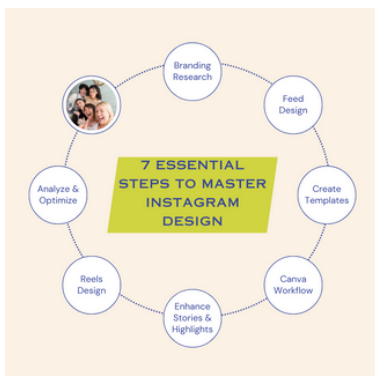 7 ESSENTIAL
STEPS TO MASTER
INSTAGRAM
DESIGN
Branding
Research
Feed
Design
Create
Templates
Canva
Workflow
Enhance
Stories &
Highlights
Reels
Design
Analyze &
Optimize